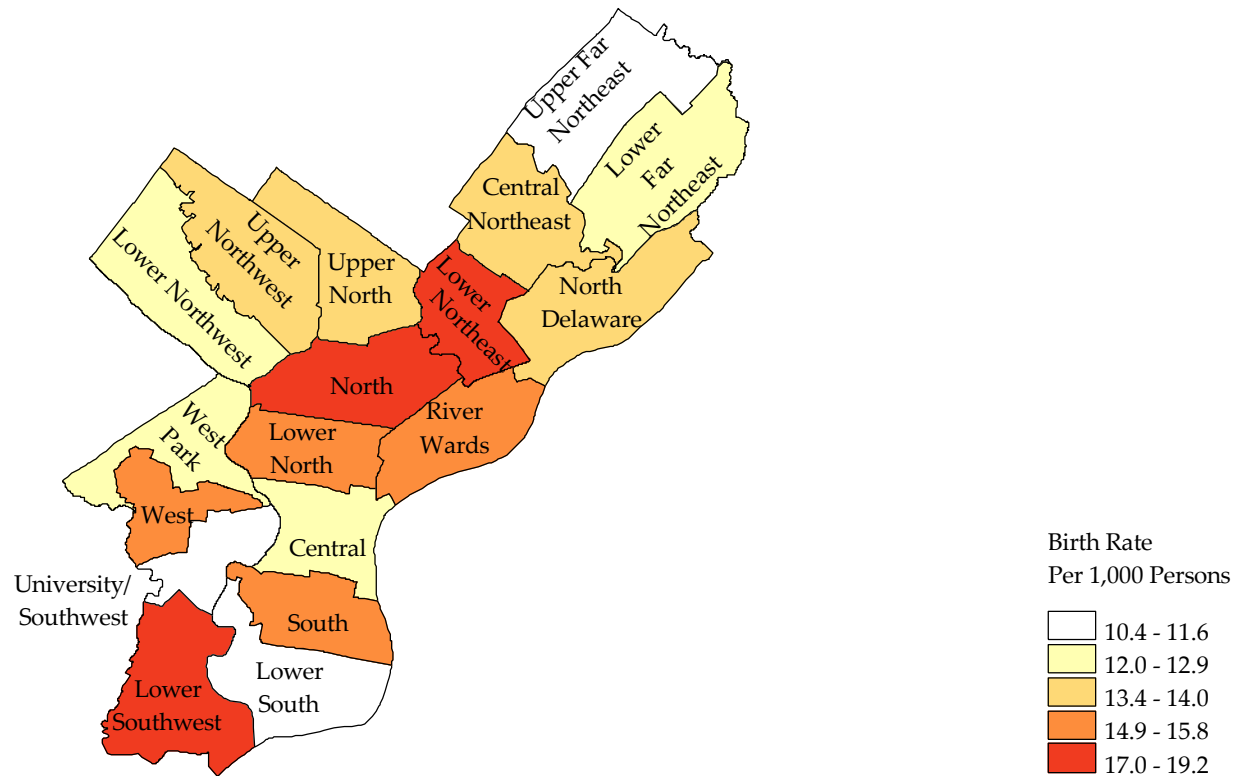 Upper Far
Northeast
Lower
Far
Northeast
Central
Northeast
Upper
Northwest
Lower Northwest
Upper
North
Lower
Northeast
North
Delaware
North
River
Wards
Lower
North
West
Park
West
Central
University/
Southwest
South
Lower
South
Lower
Southwest
Birth Rate
Per 1,000 Persons
10.4 - 11.6
12.0 - 12.9
13.4 - 14.0
14.9 - 15.8
17.0 - 19.2